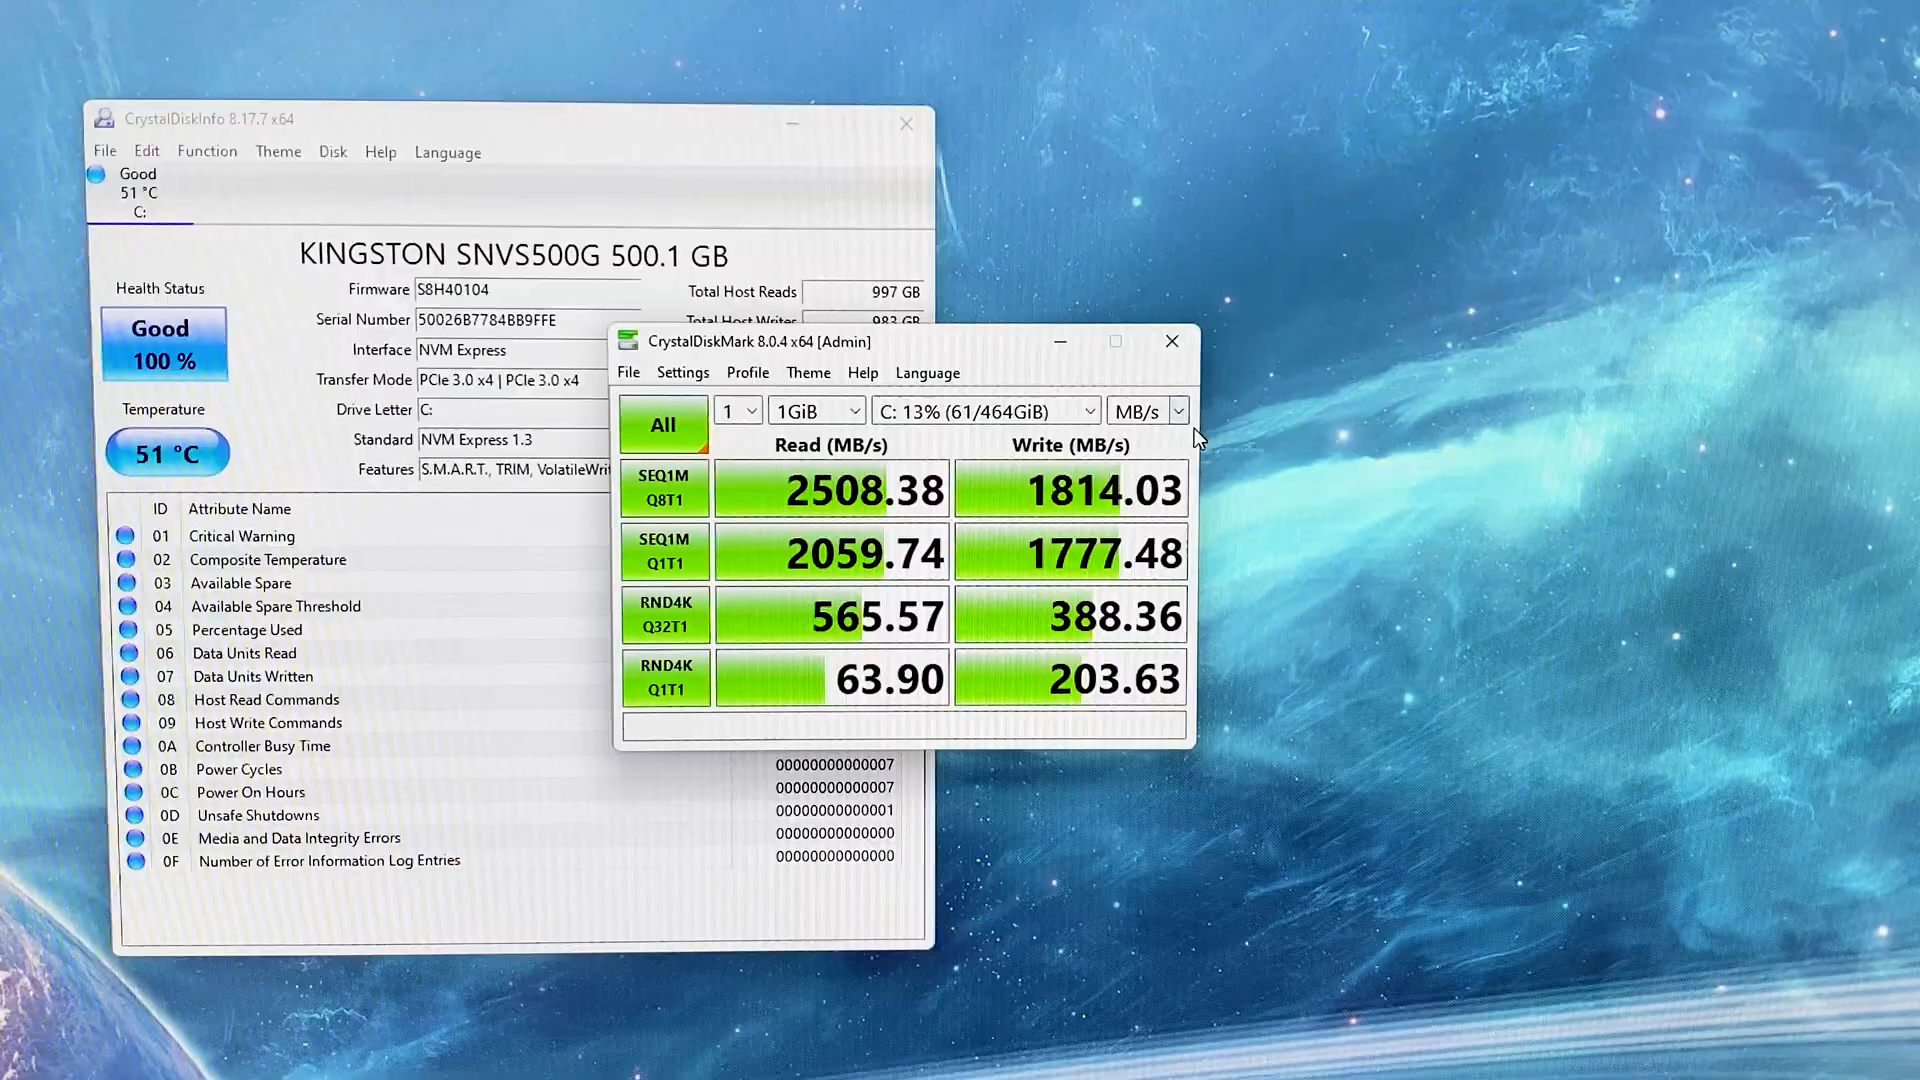 CrystalDiskInfo 8.17.7 x64
File Edit Function Theme Disk Help Language
Good
51 °C
C:
KINGSTON SNVS500G 500.1 GB
Health Status
Good
100 %
Temperature
51 °C
Firmware S8H40104
Serial Number 50026B7784BB9FFE
Interface NVM Express
Transfer Mode PCIe 3.0 x4 | PCIe 3.0 x4
Drive Letter C:
Standard NVM Express 1.3
Features S.M.A.R.T., TRIM, VolatileWri
Total Host Reads 997 GB
Total Host Writes 983 GB
ID Attribute Name
01 Critical Warning
02 Composite Temperature
03 Available Spare
04 Available Spare Threshold
05 Percentage Used
06 Data Units Read
07 Data Units Written
08 Host Read Commands
09 Host Write Commands
0A Controller Busy Time
0B Power Cycles 00000000000007
0C Power On Hours 00000000000007
0D Unsafe Shutdowns 00000000000001
0E Media and Data Integrity Errors 00000000000000
0F Number of Error Information Log Entries 00000000000000
CrystalDiskMark 8.0.4 x64 [Admin]
File Settings Profile Theme Help Language
All 1 1GiB C: 13% (61/464GiB) MB/s
Read (MB/s) Write (MB/s)
SEQ1M
Q8T1
2508.38 1814.03
SEQ1M
Q1T1
2059.74 1777.48
RND4K
Q32T1
565.57 388.36
RND4K
Q1T1
63.90 203.63